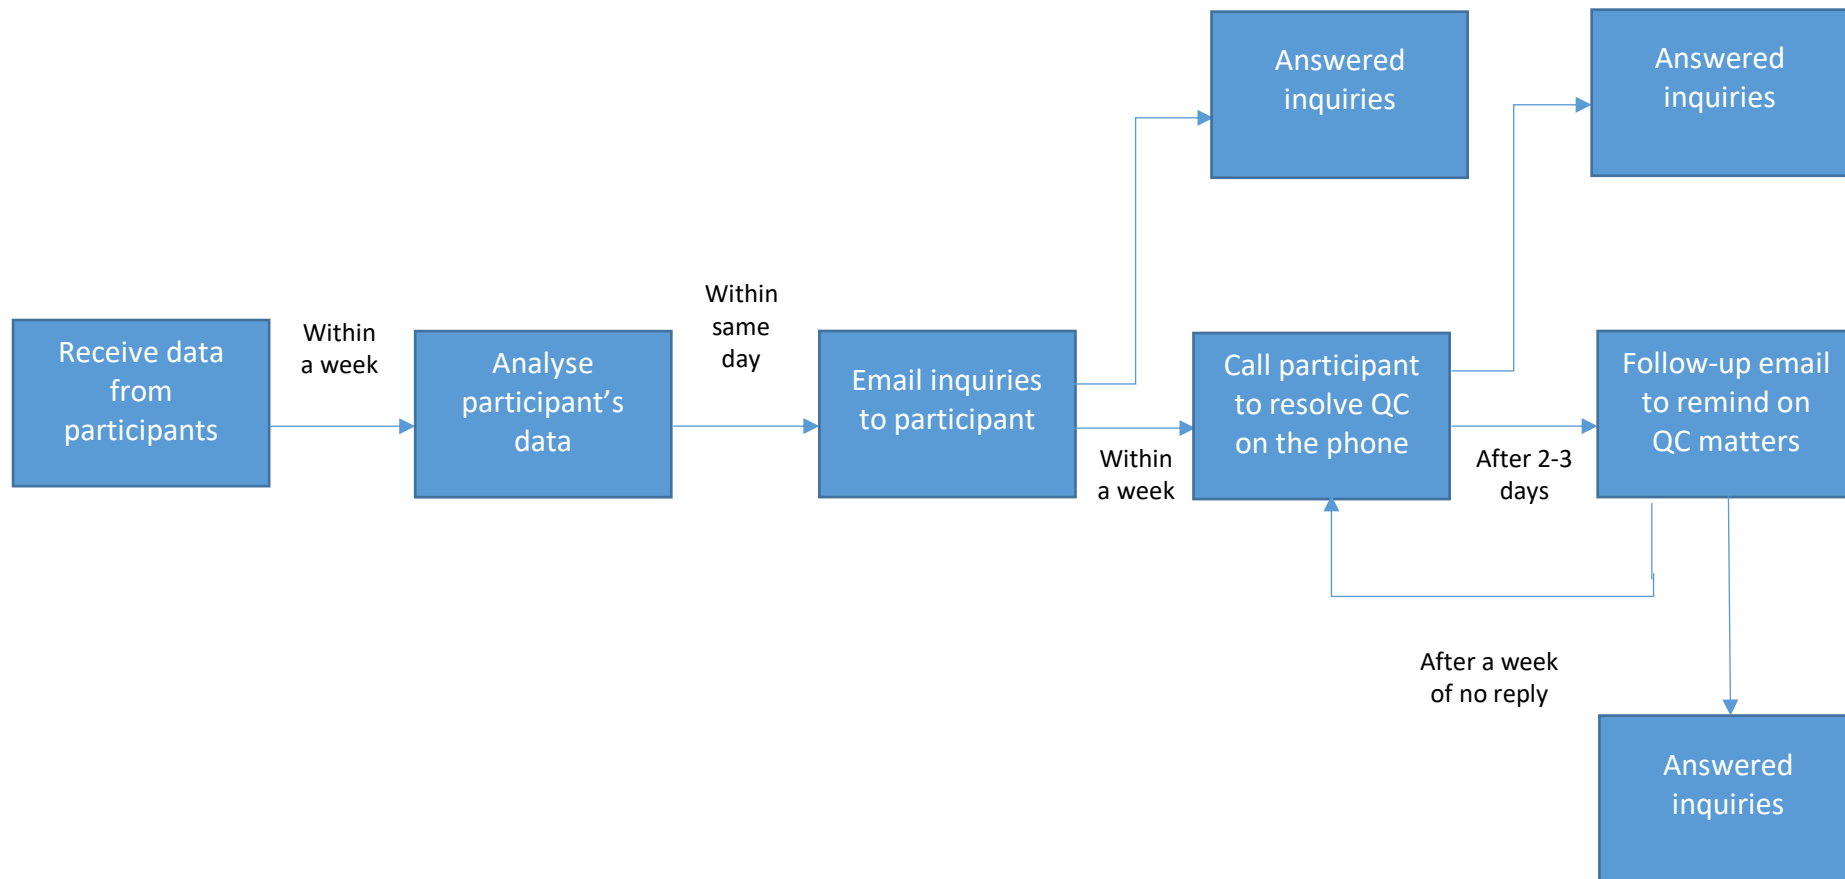 Answered
inquiries
Answered
inquiries
Receive data
from
participants
Within
a week
Analyse
participant’s
data
Within
same
day
Email inquiries
to participant
Within
a week
Call participant
to resolve QC
on the phone
After 2-3
days
Follow-up email
to remind on
QC matters
After a week
of no reply
Answered
inquiries